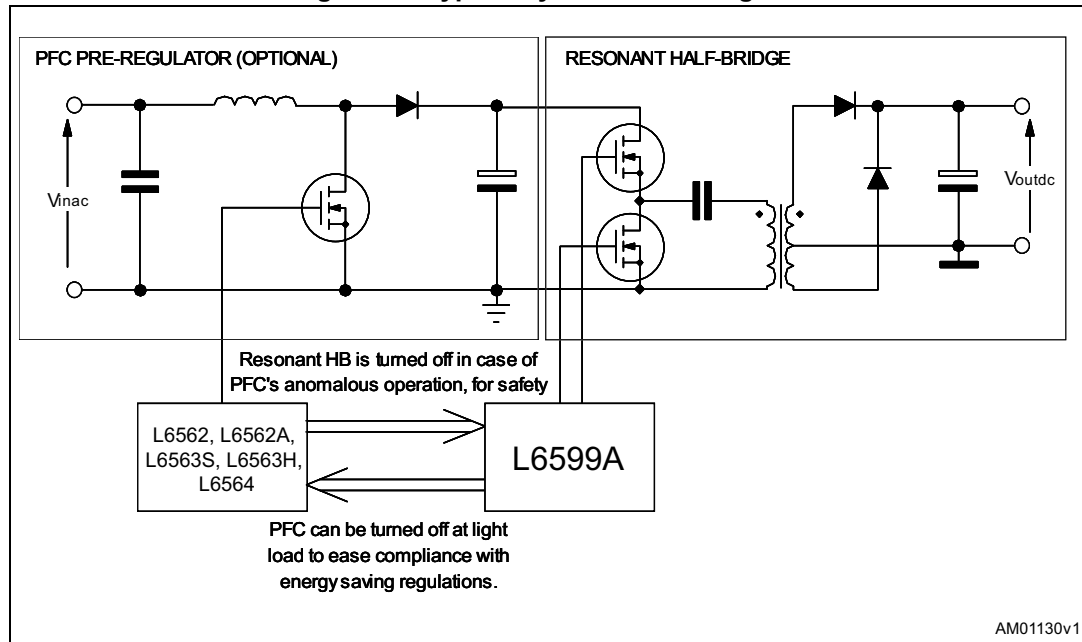 PFC PRE-REGULATOR (OPTIONAL)
RESONANT HALF-BRIDGE
Vinac
Voutdc
Resonant HB is turned off in case of
PFC's anomalous operation, for safety
L6562, L6562A,
L6563S, L6563H,
L6564
L6599A
PFC can be turned off at light
load to ease compliance with
energy saving regulations.
AM01130v1